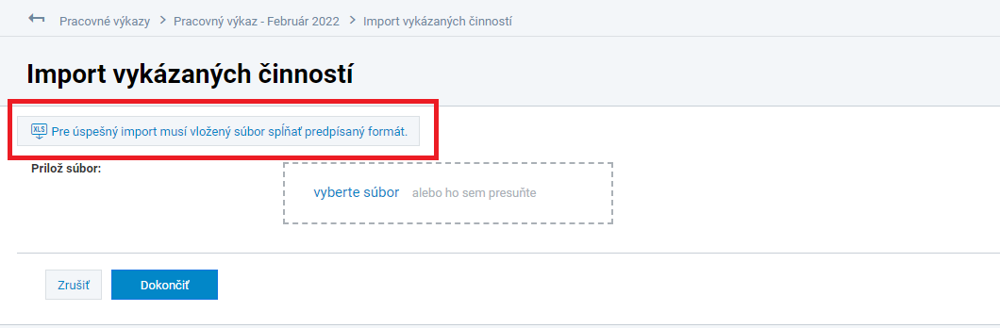 Pracovné výkazy > Pracovný výkaz - Február 2022 > Import vykázaných činností
Import vykázaných činností
XLS Pre úspešný import musí vložený súbor spĺňať predpísaný formát.
Prilož súbor:
vyberte súbor alebo ho sem presuňte
Zrušiť Dokončiť